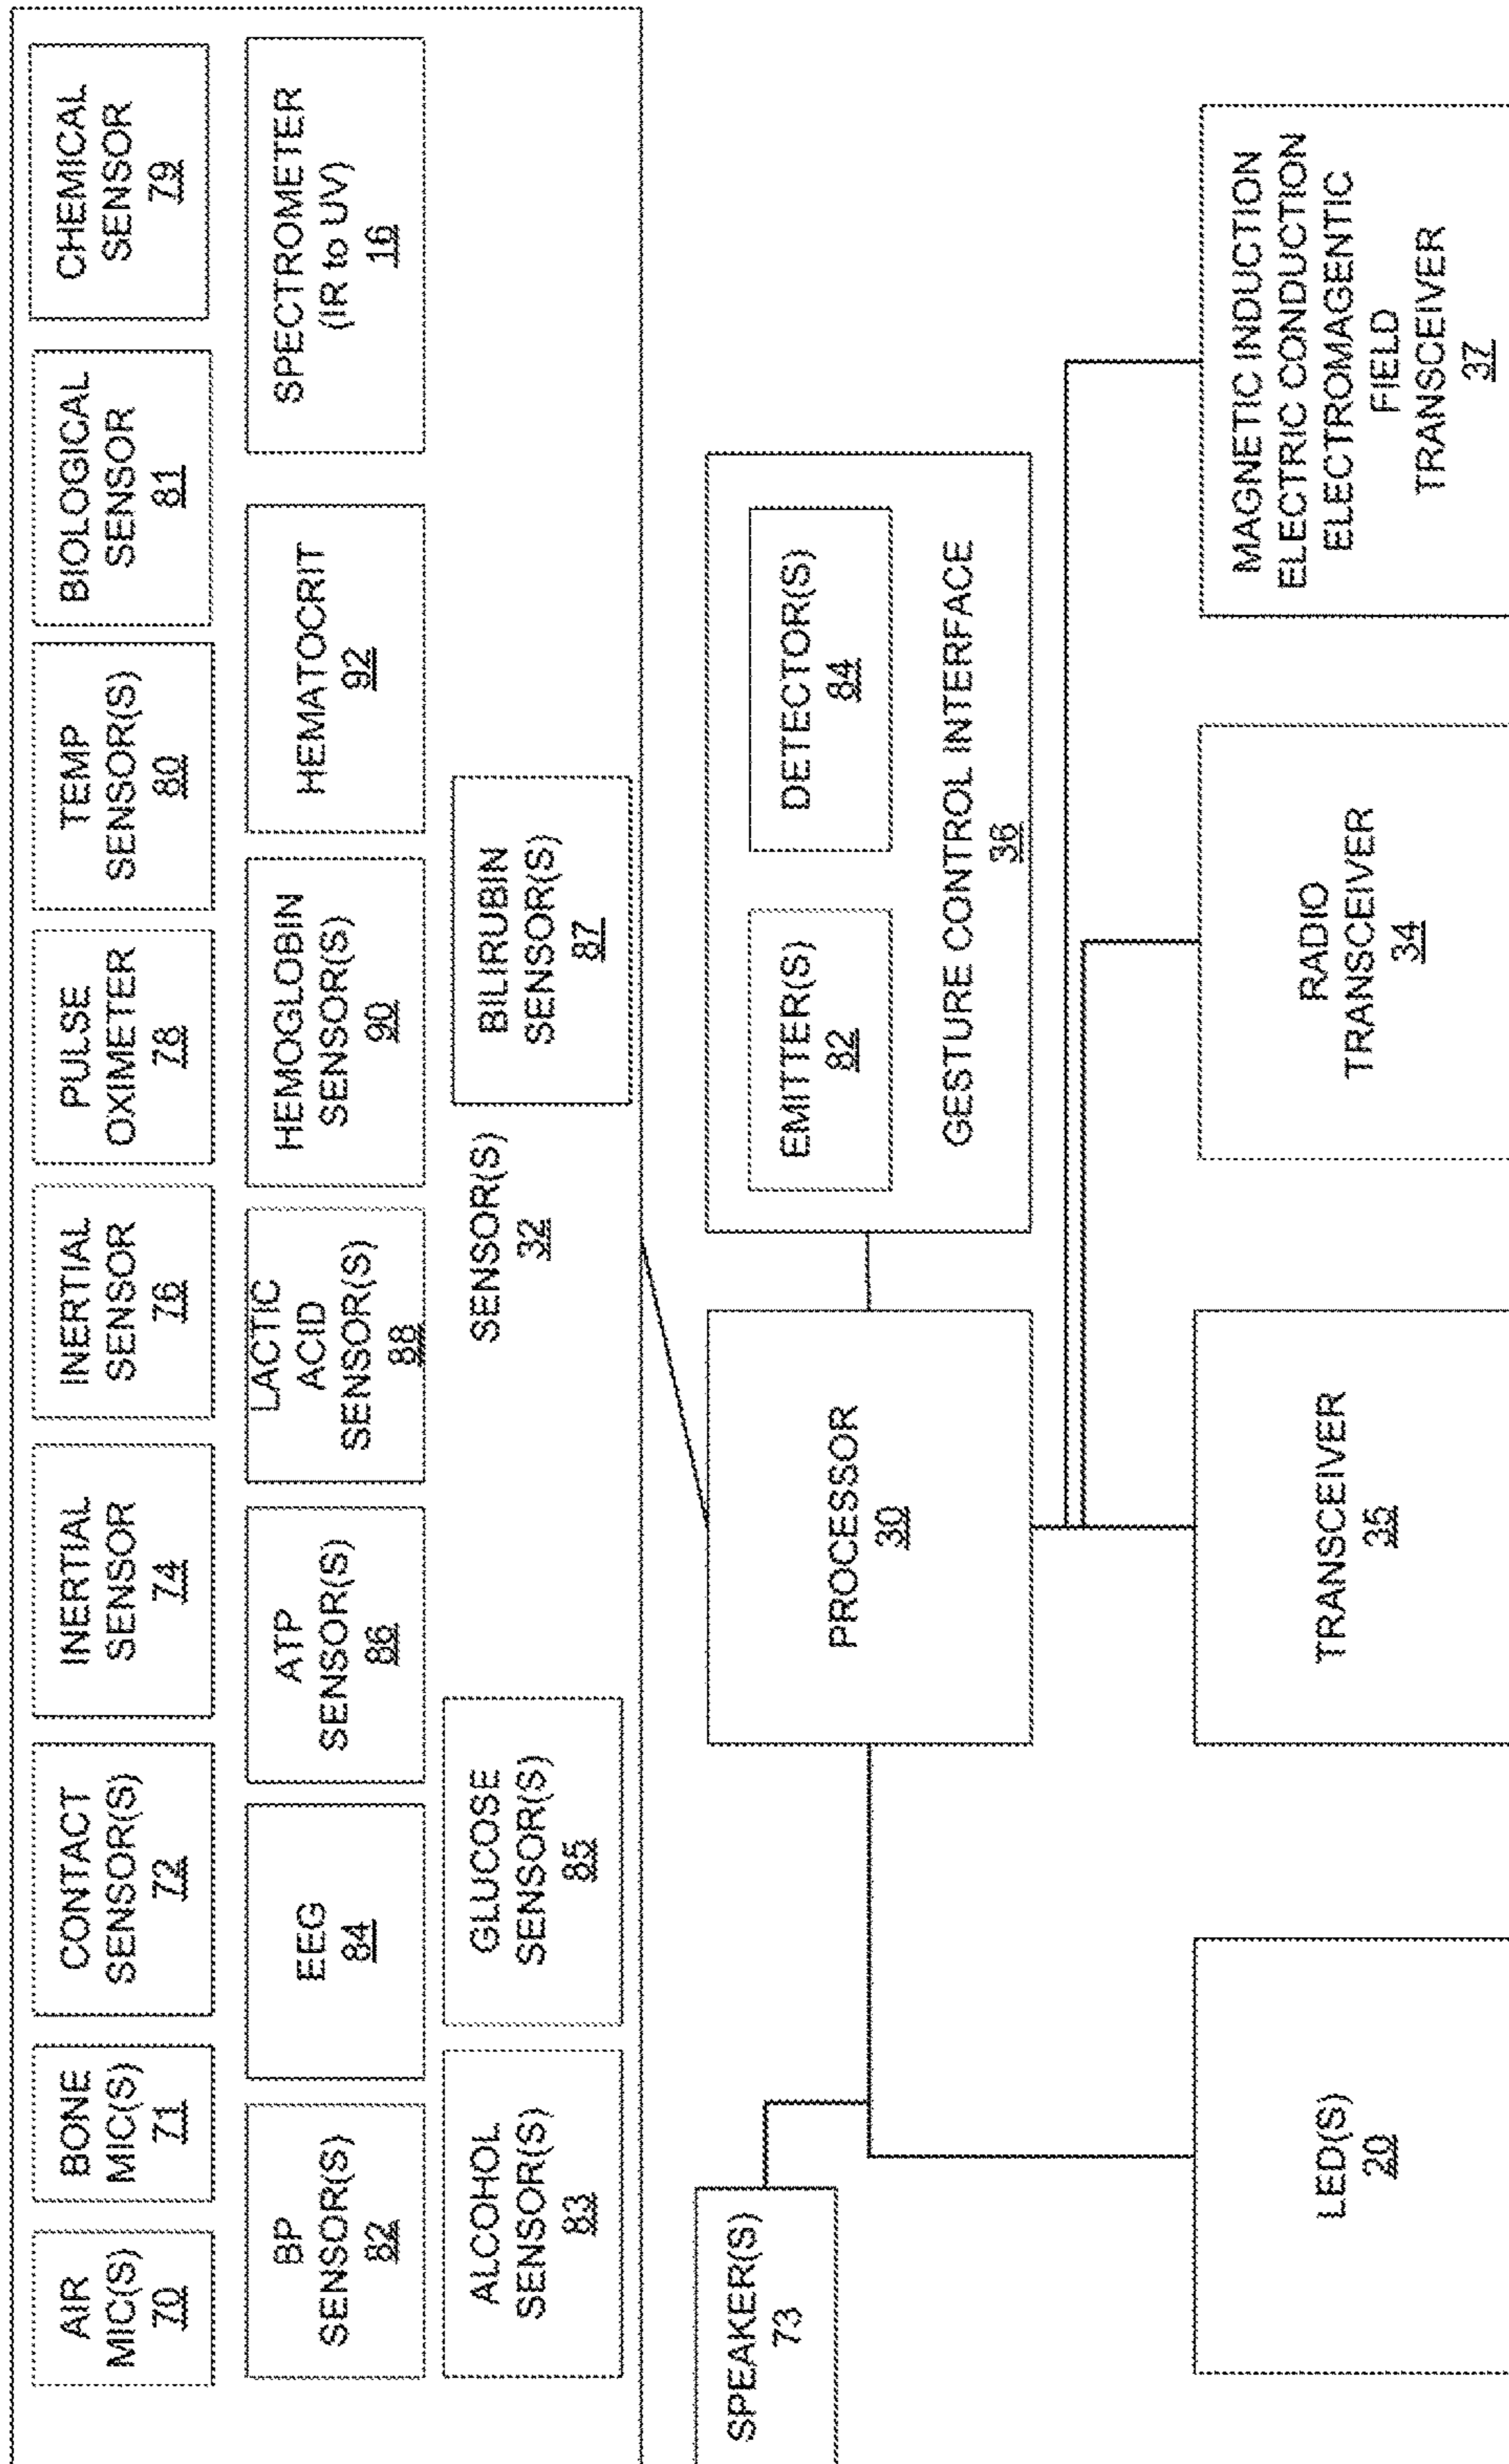 AIR
MIC(S)
70
BONE
MIC(S)
71
CONTACT
SENSOR(S)
72
INERTIAL
SENSOR
74
INERTIAL
SENSOR
76
PULSE
OXIMETER
78
TEMP
SENSOR(S)
80
BIOLOGICAL
SENSOR
81
CHEMICAL
SENSOR
79
BP
SENSOR(S)
82
EEG
84
ATP
SENSOR(S)
86
LACTIC
ACID
SENSOR(S)
88
HEMOGLOBIN
SENSOR(S)
90
HEMATOCRIT
92
SPECTROMETER
(IR to UV)
16
ALCOHOL
SENSOR(S)
83
GLUCOSE
SENSOR(S)
85
SENSOR(S)
32
BILIRUBIN
SENSOR(S)
87
SPEAKER(S)
73
PROCESSOR
30
EMITTER(S)
82
DETECTOR(S)
84
GESTURE CONTROL INTERFACE
36
LED(S)
20
TRANSCEIVER
35
RADIO
TRANSCEIVER
34
MAGNETIC INDUCTION
ELECTRIC CONDUCTION
ELECTROMAGENTIC
FIELD
TRANSCEIVER
37